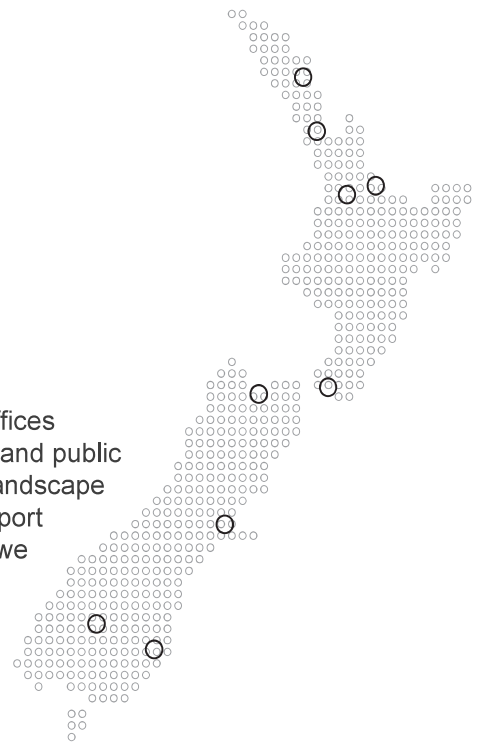 ffices
and public
andscape
port
we